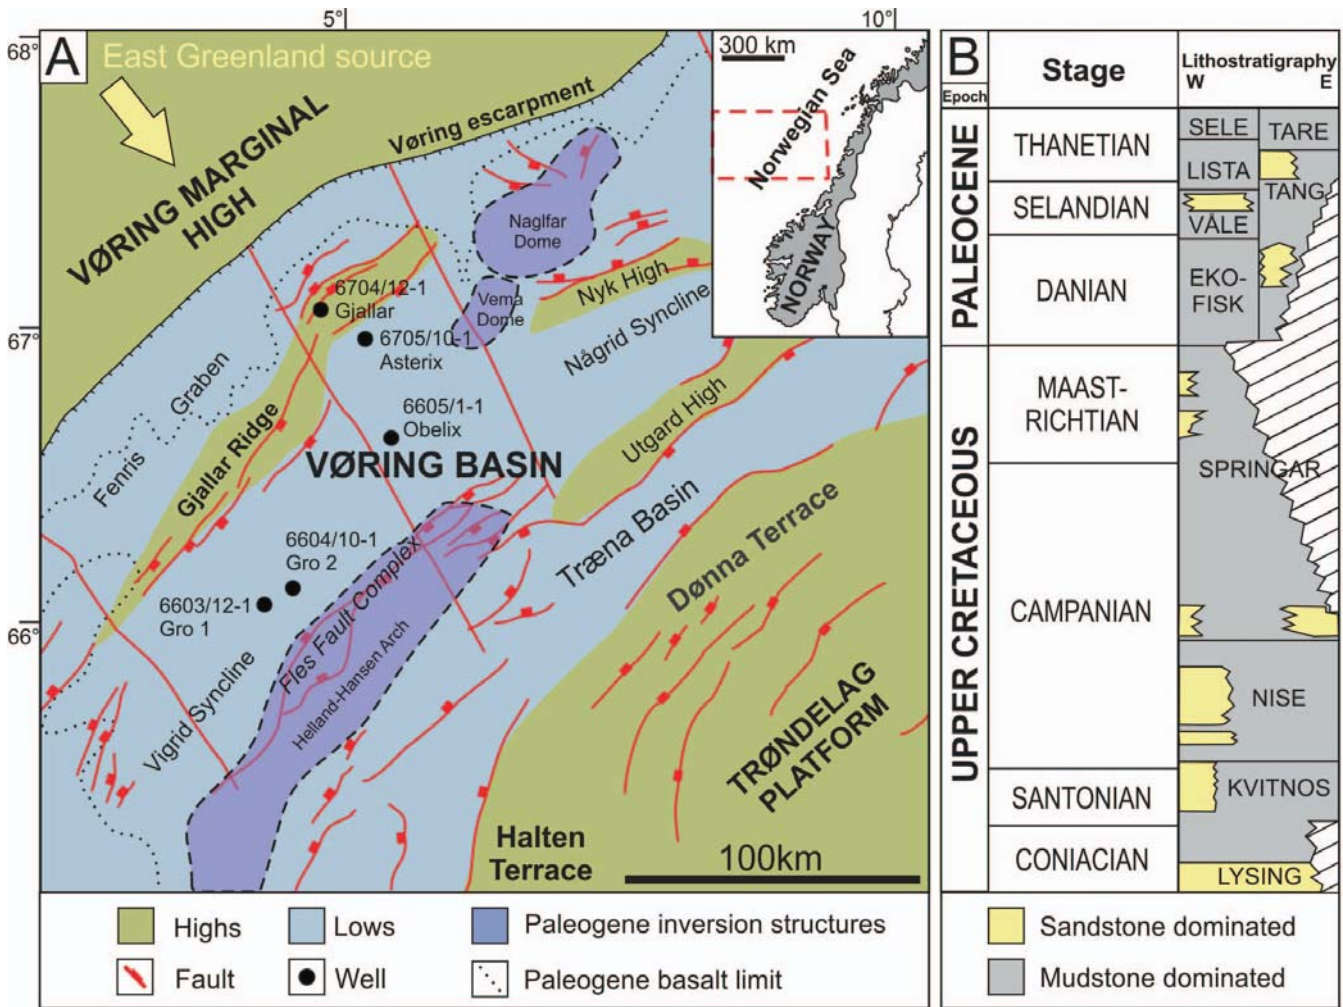 5°
10°
68°
67°
66°
A
East Greenland source
VØRING MARGINAL
HIGH
Vøring escarpment
300 km
Norwegian Sea
NORWAY
Naglfar
Dome
Vema
Dome
Nyk High
Någrid Syncline
6704/12-1
Gjallar
6705/10-1
Asterix
6605/1-1
Obelix
Fenris Graben
Gjallar Ridge
VØRING BASIN
Utgard High
6604/10-1
Gro 2
6603/12-1
Gro 1
Træna Basin
Dønna Terrace
Fles Fault Complex
Helland-Hansen Arch
Vigrid Syncline
TRØNDELAG
PLATFORM
Halten
Terrace
100km
Highs
Lows
Paleogene inversion structures
Fault
Well
Paleogene basalt limit
B
Epoch
Stage
Lithostratigraphy
W
E
PALEOCENE
THANETIAN
SELANDIAN
DANIAN
SELE
TARE
LISTA
TANG
VÅLE
EKO-
FISK
UPPER CRETACEOUS
MAAST-
RICHTIAN
CAMPANIAN
SANTONIAN
CONIACIAN
SPRINGAR
NISE
KVITNOS
LYSING
Sandstone dominated
Mudstone dominated